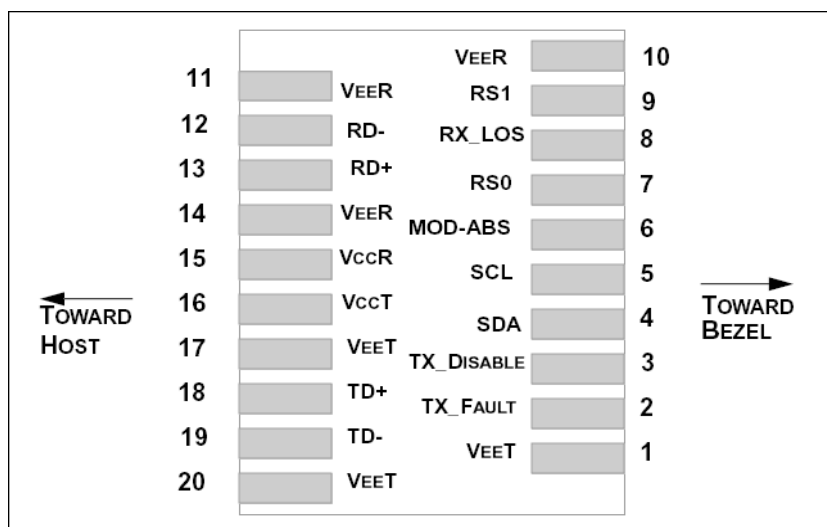 VEER 10
11 VEER
RS1 9
12 RD-
RX_LOS 8
13 RD+
RS0 7
14 VEER
MOD-ABS 6
15 VCCR
SCL 5
16 VCCT
SDA 4
17 VEET
TX_DISABLE 3
18 TD+
TX_FAULT 2
19 TD-
VEET 1
20 VEET
TOWARD
HOST
TOWARD
BEZEL